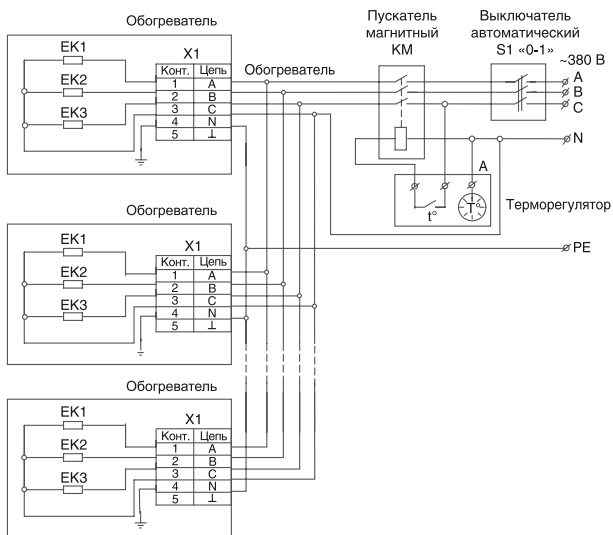 Обогреватель
EK1
EK2
EK3
X1
Конт. Цепь
1 A
2 B
3 C
4 N
5 ⊥
Обогреватель
Пускатель
магнитный
КМ
Выключатель
автоматический
S1 «0-1»
~380 В
A
B
C
N
A
t°
T°
Терморегулятор
PE
Обогреватель
EK1
EK2
EK3
X1
Конт. Цепь
1 A
2 B
3 C
4 N
5 ⊥
Обогреватель
EK1
EK2
EK3
X1
Конт. Цепь
1 A
2 B
3 C
4 N
5 ⊥